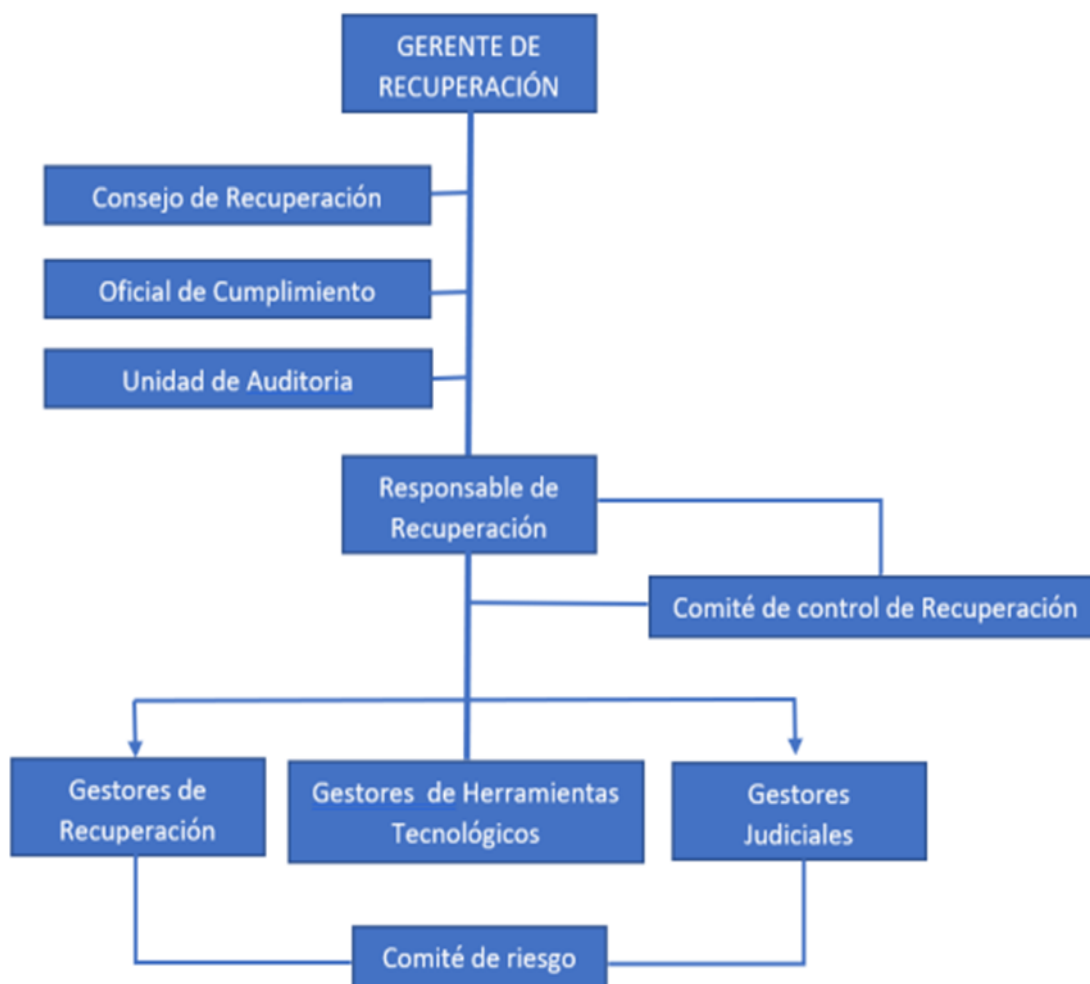 GERENTE DE
RECUPERACIÓN
Consejo de Recuperación
Oficial de Cumplimiento
Unidad de Auditoria
Responsable de
Recuperación
Comité de control de Recuperación
Gestores de
Recuperación
Gestores de Herramientas
Tecnológicos
Gestores
Judiciales
Comité de riesgo